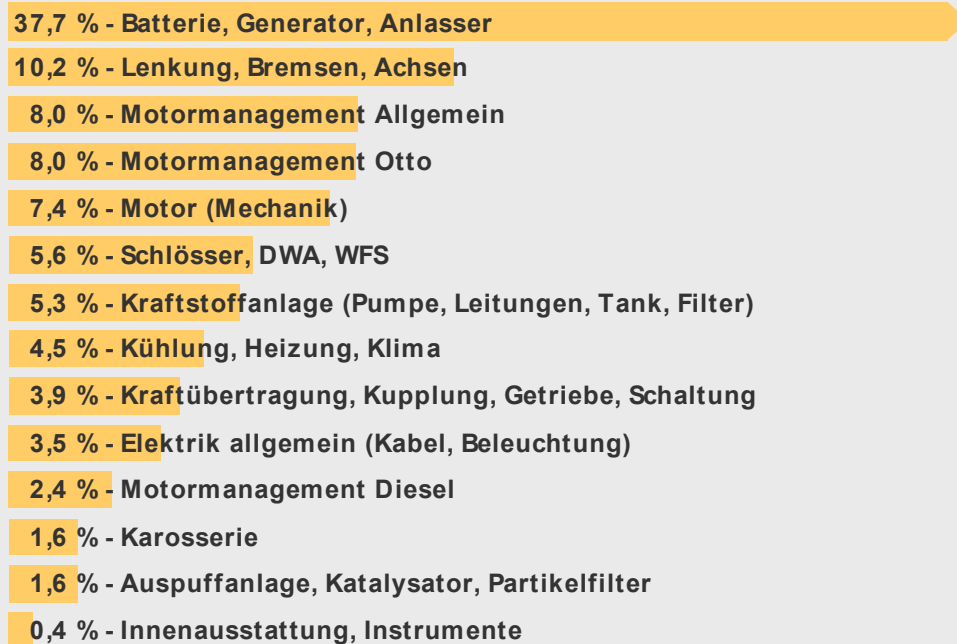 37,7 % - Batterie, Generator, Anlasser
10,2 % - Lenkung, Bremsen, Achsen
8,0 % - Motormanagement Allgemein
8,0 % - Motormanagement Otto
7,4 % - Motor (Mechanik)
5,6 % - Schlösser, DWA, WFS
5,3 % - Kraftstoffanlage (Pumpe, Leitungen, Tank, Filter)
4,5 % - Kühlung, Heizung, Klima
3,9 % - Kraftübertragung, Kupplung, Getriebe, Schaltung
3,5 % - Elektrik allgemein (Kabel, Beleuchtung)
2,4 % - Motormanagement Diesel
1,6 % - Karosserie
1,6 % - Auspuffanlage, Katalysator, Partikelfilter
0,4 % - Innenausstattung, Instrumente